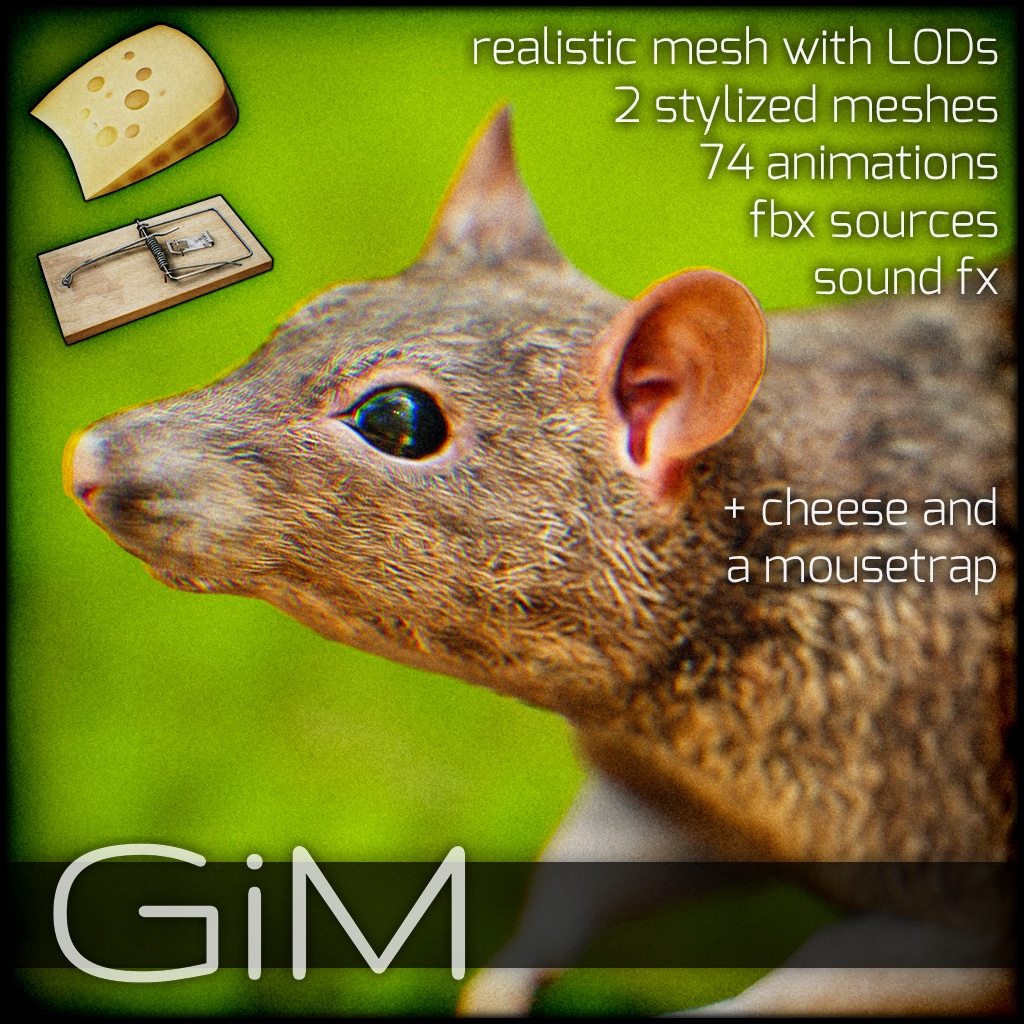 realistic mesh with LODs
2 stylized meshes
74 animations
fbx sources
sound fx
+ cheese and
a mousetrap
GiM